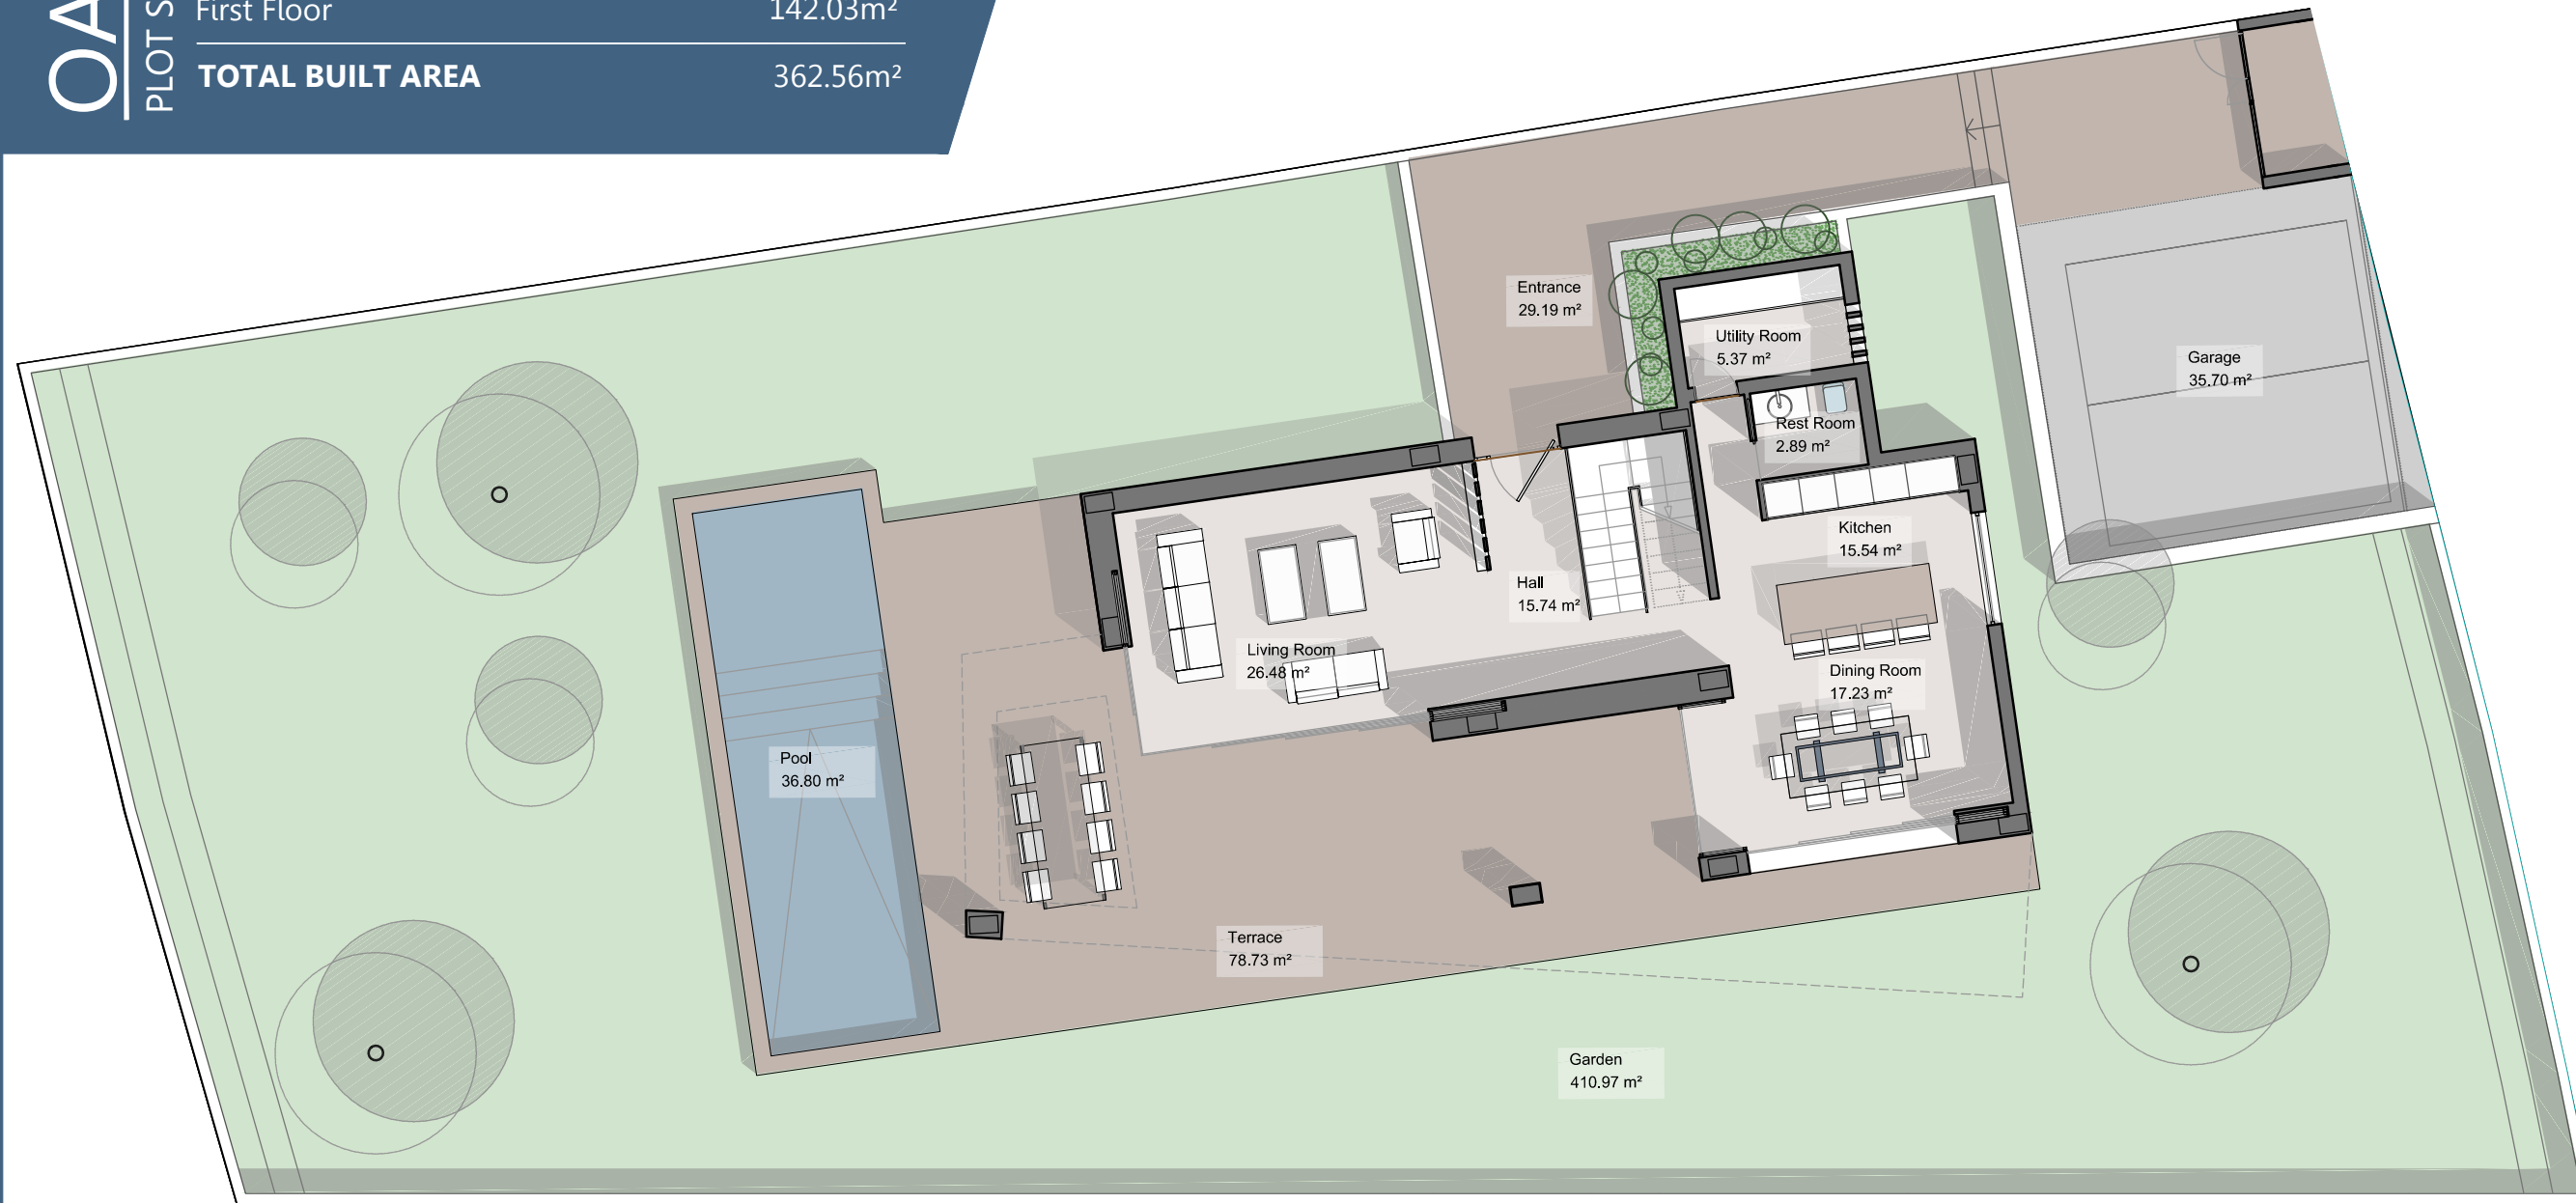 OA
PLOT S
First Floor 142.03m²
TOTAL BUILT AREA 362.56m²
Entrance
29.19 m²
Utility Room
5.37 m²
Garage
35.70 m²
Rest Room
2.89 m²
Kitchen
15.54 m²
Hall
15.74 m²
Living Room
26.48 m²
Dining Room
17.23 m²
Pool
36.80 m²
Terrace
78.73 m²
Garden
410.97 m²